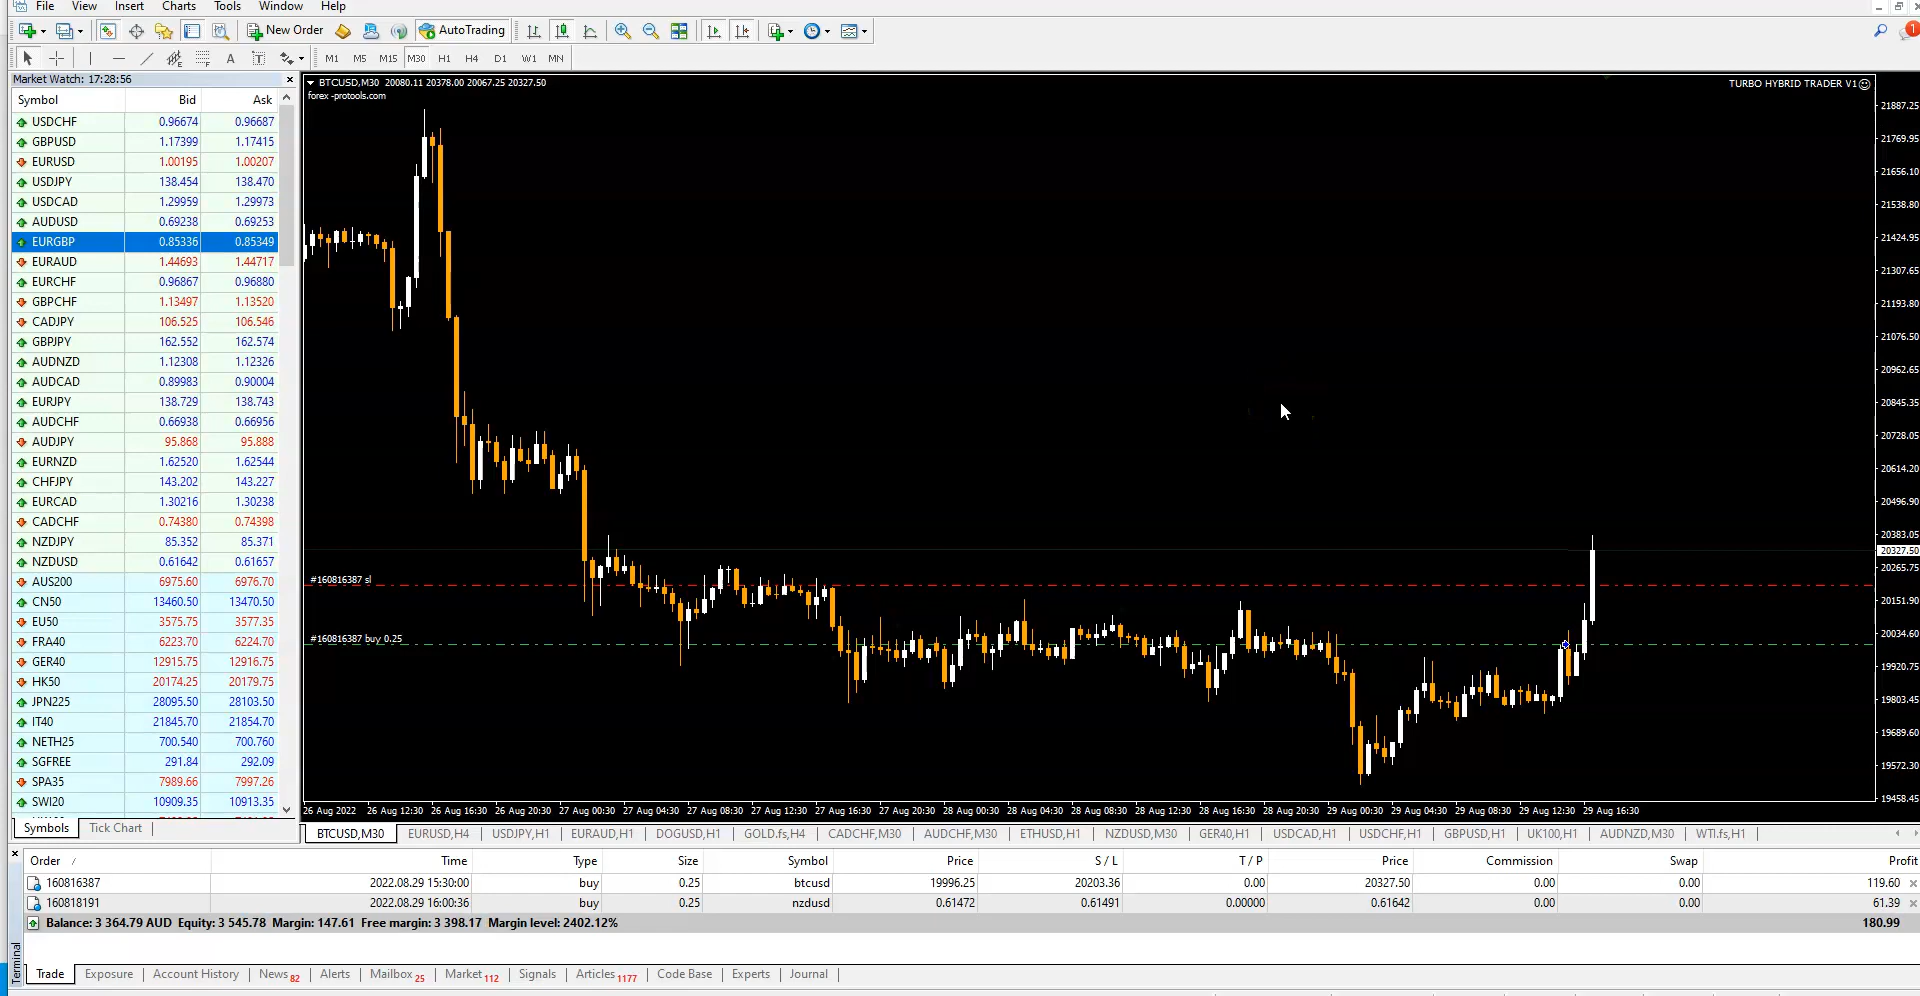 File View Insert Charts Tools Window Help
New Order AutoTrading
1
A T M1 M5 M15 M30 H1 H4 D1 W1 MN
Market Watch: 17:28:56
Symbol Bid Ask
USDCHF 0.96674 0.96687
GBPUSD 1.17399 1.17415
EURUSD 1.00195 1.00207
USDJPY 138.454 138.470
USDCAD 1.29959 1.29973
AUDUSD 0.69238 0.69253
EURGBP 0.85336 0.85349
EURAUD 1.44693 1.44717
EURCHF 0.96867 0.96880
GBPCHF 1.13497 1.13520
CADJPY 106.525 106.546
GBPJPY 162.552 162.574
AUDNZD 1.12308 1.12326
AUDCAD 0.89983 0.90004
EURJPY 138.729 138.743
AUDCHF 0.66938 0.66956
AUDJPY 95.868 95.888
EURNZD 1.62520 1.62544
CHFJPY 143.202 143.227
EURCAD 1.30216 1.30238
CADCHF 0.74380 0.74398
NZDJPY 85.352 85.371
NZDUSD 0.61642 0.61657
AUS200 6975.60 6976.70
CN50 13460.50 13470.50
EU50 3575.75 3577.35
FRA40 6223.70 6224.70
GER40 12915.75 12916.75
HK50 20174.25 20179.75
JPN225 28095.50 28103.50
IT40 21845.70 21854.70
NETH25 700.540 700.760
SGFREE 291.84 292.09
SPA35 7989.66 7997.26
SWI20 10909.35 10913.35
Symbols Tick Chart
BTCUSD,M30 20080.11 20378.00 20067.25 20327.50
forex -protools.com
TURBO HYBRID TRADER V1
21887.25
21769.95
21656.10
21538.80
21424.95
21307.65
21193.80
21076.50
20962.65
20845.35
20728.05
20614.20
20496.90
20383.05
20327.50
20265.75
20151.90
20034.60
19920.75
19803.45
19689.60
19572.30
19458.45
#160816387 sl
#160816387 buy 0.25
26 Aug 2022 26 Aug 12:30 26 Aug 16:30 26 Aug 20:30 27 Aug 00:30 27 Aug 04:30 27 Aug 08:30 27 Aug 12:30 27 Aug 16:30 27 Aug 20:30 28 Aug 00:30 28 Aug 04:30 28 Aug 08:30 28 Aug 12:30 28 Aug 16:30 28 Aug 20:30 29 Aug 00:30 29 Aug 04:30 29 Aug 08:30 29 Aug 12:30 29 Aug 16:30
BTCUSD,M30 EURUSD,H4 USDJPY,H1 EURAUD,H1 DOGUSD,H1 GOLD.fs,H4 CADCHF,M30 AUDCHF,M30 ETHUSD,H1 NZDUSD,M30 GER40,H1 USDCAD,H1 USDCHF,H1 GBPUSD,H1 UK100,H1 AUDNZD,M30 WTI.fs,H1
Order / Time Type Size Symbol Price S / L T / P Price Commission Swap Profit
160816387 2022.08.29 15:30:00 buy 0.25 btcusd 19996.25 20203.36 0.00 20327.50 0.00 0.00 119.60
160818191 2022.08.29 16:00:36 buy 0.25 nzdusd 0.61472 0.61491 0.00000 0.61642 0.00 0.00 61.39
Balance: 3 364.79 AUD Equity: 3 545.78 Margin: 147.61 Free margin: 3 398.17 Margin level: 2402.12% 180.99
Terminal
Trade Exposure Account History News 82 Alerts Mailbox 25 Market 112 Signals Articles 1177 Code Base Experts Journal